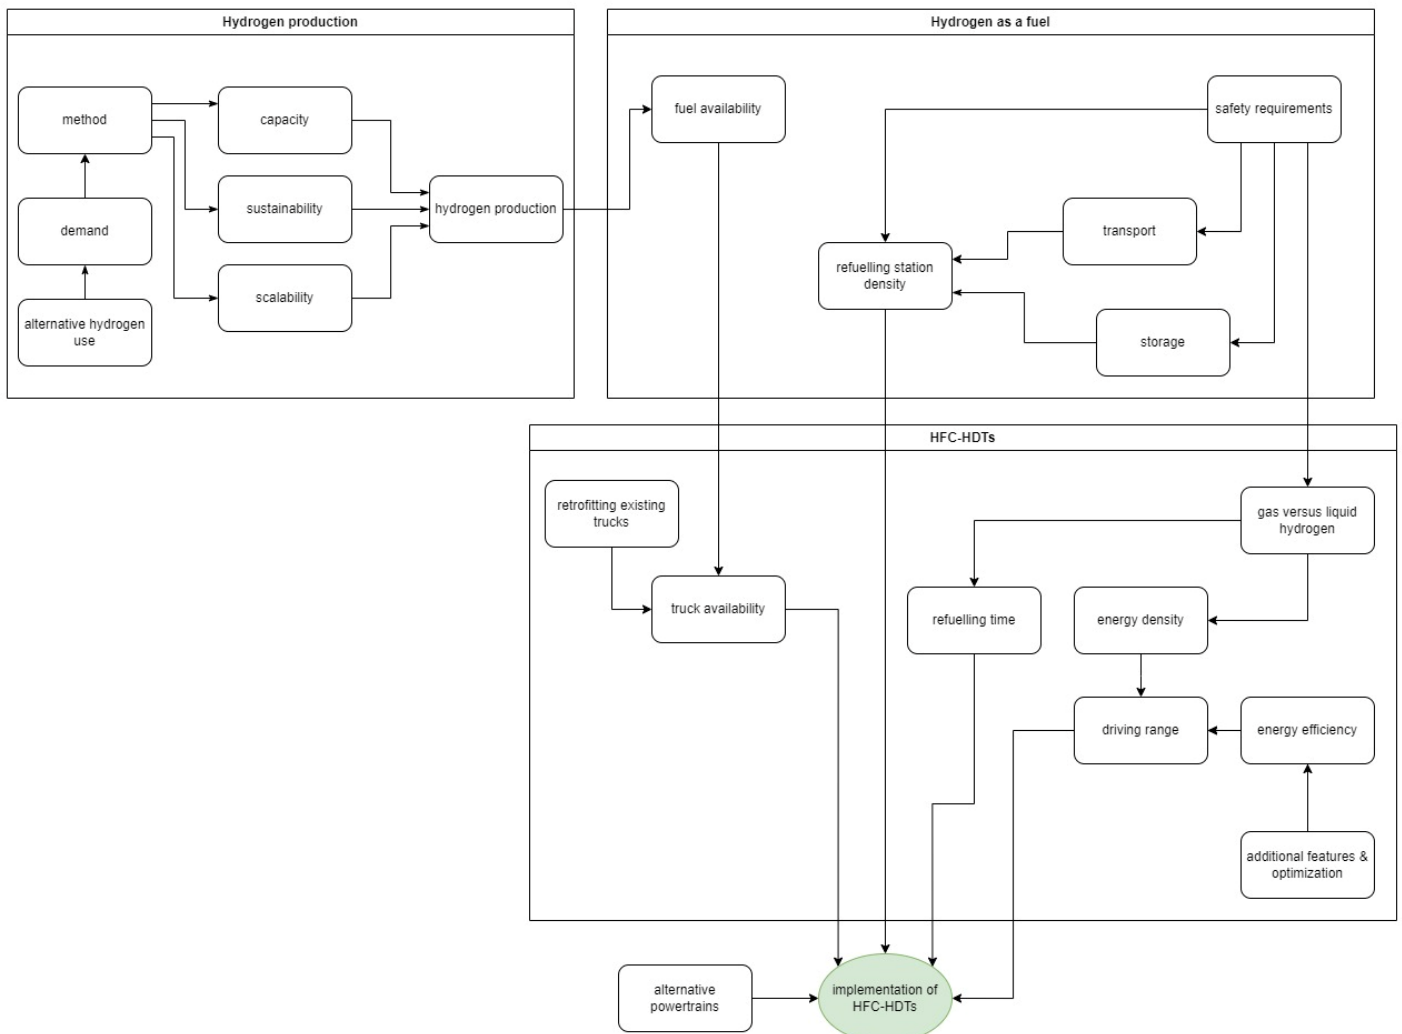 Hydrogen production
method
capacity
demand
sustainability
hydrogen production
alternative hydrogen
use
scalability
Hydrogen as a fuel
fuel availability
safety requirements
transport
refuelling station
density
storage
HFC-HDTs
retrofitting existing
trucks
gas versus liquid
hydrogen
truck availability
refuelling time
energy density
driving range
energy efficiency
additional features &
optimization
alternative
powertrains
implementation of
HFC-HDTs